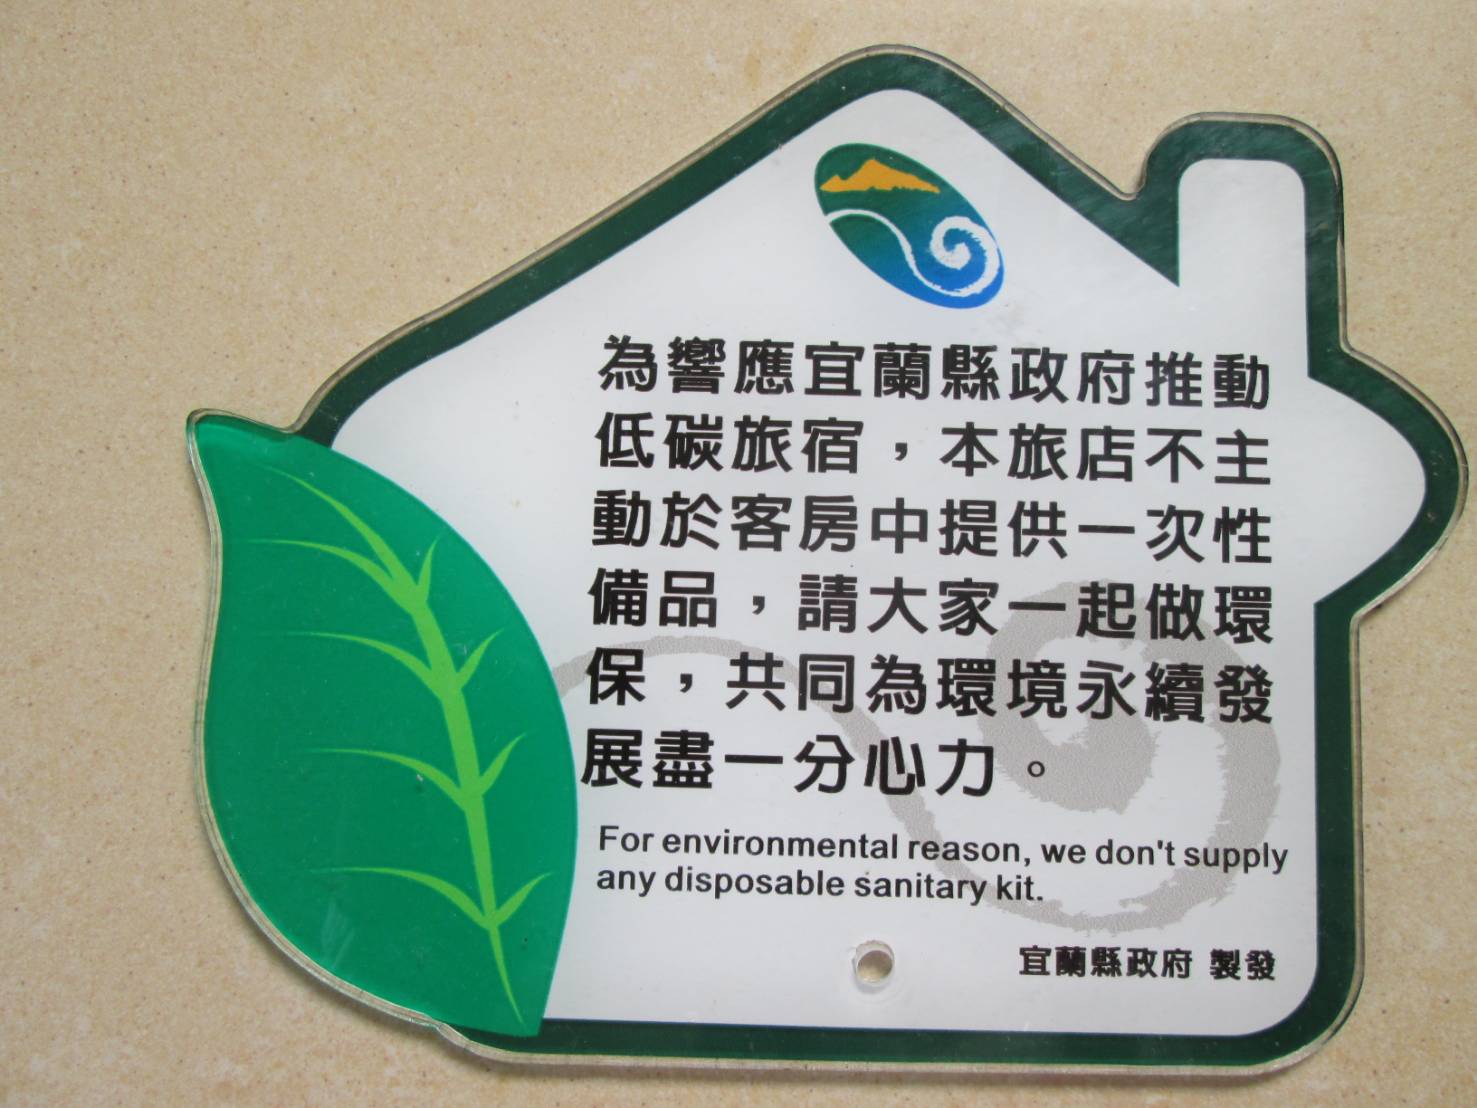 為響應宜蘭縣政府推動
低碳旅宿，本旅店不主
動於客房中提供一次性
備品，請大家一起做環
保，共同為環境永續發
展盡一分心力。
For environmental reason, we don't supply
any disposable sanitary kit.
宜蘭縣政府 製發